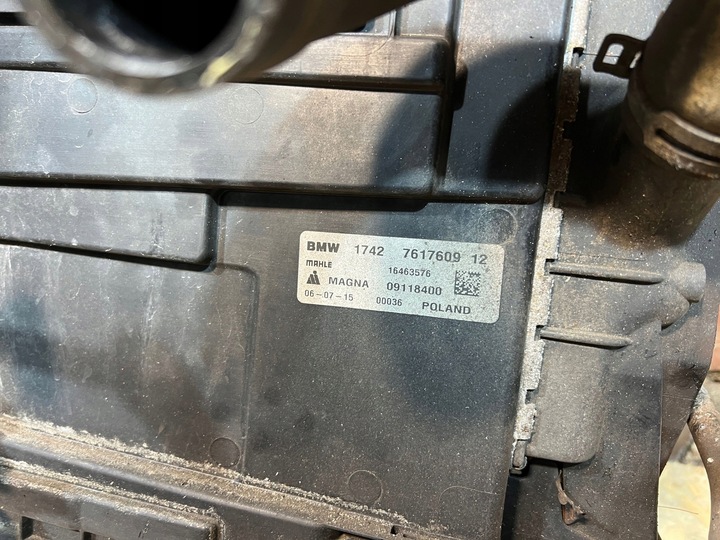 BMW 1742 7617609 12
MAHLE 16463576
MAGNA 09118400
06-07-15 00036 POLAND